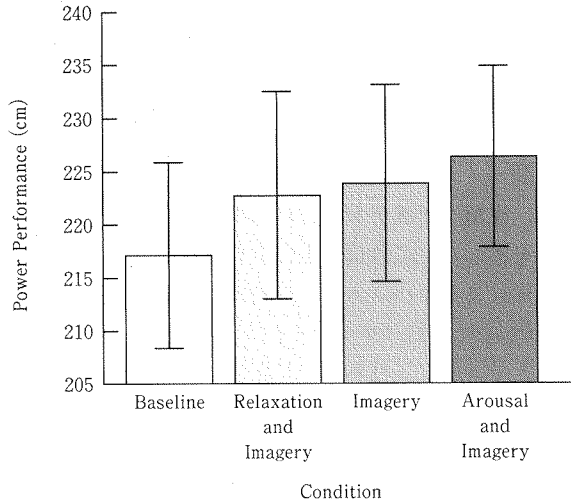 Power Performance (cm)
240
235
230
225
220
215
210
205
Baseline
Relaxation
and
Imagery
Imagery
Arousal
and
Imagery
Condition